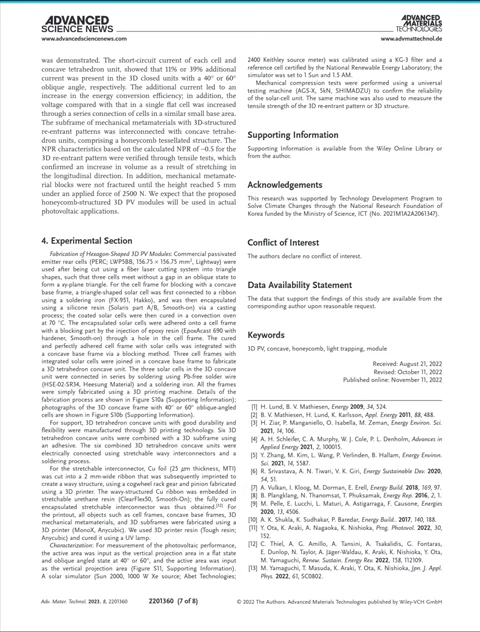 ADVANCED
SCIENCE NEWS
www.advancedsciencenews.com
ADVANCED
MATERIALS
TECHNOLOGIES
www.advmattechnol.de
was demonstrated. The short-circuit current of each cell and
concave tetrahedron unit, showed that 11% or 39% additional
current was present in the 3D closed units with a 40° or 60°
oblique angle, respectively. The additional current led to an
increase in the energy conversion efficiency; in addition, the
voltage compared with that in a single flat cell was increased
through a series connection of cells in a similar small base area.
The subframe of mechanical metamaterials with 3D-structured
re-entrant patterns was interconnected with concave tetrahe-
dron units, comprising a honeycomb tessellated structure. The
NPR characteristics based on the calculated NPR of −0.5 for the
3D re-entrant pattern were verified through tensile tests, which
confirmed an increase in volume as a result of stretching in
the longitudinal direction. In addition, mechanical metamate-
rial blocks were not fractured until the height reached 5 mm
under an applied force of 2500 N. We expect that the proposed
honeycomb-structured 3D PV modules will be used in actual
photovoltaic applications.
4. Experimental Section
Fabrication of Hexagon-Shaped 3D PV Modules: Commercial passivated
emitter rear cells (PERC; LWP5BB, 156.75 × 156.75 mm², Lightway) were
used after being cut using a fiber laser cutting system into triangle
shapes, such that three cells meet without a gap in an oblique state to
form a xy-plane triangle. For the cell frame for blocking with a concave
base frame, a triangle-shaped solar cell was first connected to a ribbon
using a soldering iron (FX-951, Hakko), and was then encapsulated
using a silicone resin (Solaris part A/B, Smooth-on) via a casting
process; the coated solar cells were then cured in a convection oven
at 70 °C. The encapsulated solar cells were adhered onto a cell frame
with a blocking part by the injection of epoxy resin (EpoxAcast 690 with
hardener, Smooth-on) through a hole in the cell frame. The cured
and perfectly adhered cell frame with solar cells was integrated with
a concave base frame via a blocking method. Three cell frames with
integrated solar cells were joined in a concave base frame to fabricate
a 3D tetrahedron concave unit. The three solar cells in the 3D concave
unit were connected in series by soldering using Pb-free solder wire
(HSE-02-SR34, Heesung Material) and a soldering iron. All the frames
were simply fabricated using a 3D printing machine. Details of the
fabrication process are shown in Figure S10a (Supporting Information);
photographs of the 3D concave frame with 40° or 60° oblique-angled
cells are shown in Figure S10b (Supporting Information).
For support, 3D tetrahedron concave units with good durability and
flexibility were manufactured through 3D printing technology. Six 3D
tetrahedron concave units were combined with a 3D subframe using
an adhesive. The six combined 3D tetrahedron concave units were
electrically connected using stretchable wavy interconnectors and a
soldering process.
For the stretchable interconnector, Cu foil (25 µm thickness, MTI)
was cut into a 2 mm-wide ribbon that was subsequently imprinted to
create a wavy structure, using a cogwheel rack gear and pinion fabricated
using a 3D printer. The wavy-structured Cu ribbon was embedded in
stretchable urethane resin (ClearFlex50, Smooth-On); the fully cured
encapsulated stretchable interconnector was thus obtained. For
the printout, all objects such as cell frames, concave base frames, 3D
mechanical metamaterials, and 3D subframes were fabricated using a
3D printer (MonoX, Anycubic). We used 3D printer resin (Tough resin;
Anycubic) and cured it using a UV lamp.
Characterization: For measurement of the photovoltaic performance,
the active area was input as the vertical projection area in a flat state
and oblique angled state at 40° or 60°, and the active area was input
as the vertical projection area (Figure S11, Supporting Information).
A solar simulator (Sun 2000, 1000 W Xe source; Abet Technologies;
2400 Keithley source meter) was calibrated using a KG-3 filter and a
reference cell certified by the National Renewable Energy Laboratory; the
simulator was set to 1 Sun and 1.5 AM.
Mechanical compression tests were performed using a universal
testing machine (AGS-X, 5kN, SHIMADZU) to confirm the reliability
of the solar-cell unit. The same machine was also used to measure the
tensile strength of the 3D re-entrant pattern or 3D structure.
Supporting Information
Supporting Information is available from the Wiley Online Library or
from the author.
Acknowledgements
This research was supported by Technology Development Program to
Solve Climate Changes through the National Research Foundation of
Korea funded by the Ministry of Science, ICT (No. 2021M1A2A2061347).
Conflict of Interest
The authors declare no conflict of interest.
Data Availability Statement
The data that support the findings of this study are available from the
corresponding author upon reasonable request.
Keywords
3D PV, concave, honeycomb, light trapping, module
Received: August 21, 2022
Revised: October 11, 2022
Published online: November 11, 2022
[1] H. Lund, B. V. Mathiesen, Energy 2009, 34, 524.
[2] B. V. Mathiesen, H. Lund, K. Karlsson, Appl. Energy 2011, 88, 488.
[3] H. Ziar, P. Manganiello, O. Isabella, M. Zeman, Energy Environ. Sci.
2021, 14, 106.
[4] A. H. Schleifer, C. A. Murphy, W. J. Cole, P. L. Denholm, Advances in
Applied Energy 2021, 2, 100015.
[5] Y. Zhang, M. Kim, L. Wang, P. Verlinden, B. Hallam, Energy Environ.
Sci. 2021, 14, 5587.
[6] R. Srivastava, A. N. Tiwari, V. K. Giri, Energy Sustainable Dev. 2020,
54, 51.
[7] A. Vulkan, I. Kloog, M. Dorman, E. Erell, Energy Build. 2018, 169, 97.
[8] B. Plangklang, N. Thanomsat, T. Phuksamak, Energy Rep. 2016, 2, 1.
[9] M. Pelle, E. Lucchi, L. Maturi, A. Astigarraga, F. Causone, Energies
2020, 13, 4506.
[10] A. K. Shukla, K. Sudhakar, P. Baredar, Energy Build.. 2017, 140, 188.
[11] Y. Ota, K. Araki, A. Nagaoka, K. Nishioka, Prog. Photovol. 2022, 30,
152.
[12] C. Thiel, A. G. Amillo, A. Tansini, A. Tsakalidis, G. Fontaras,
E. Dunlop, N. Taylor, A. Jäger-Waldau, K. Araki, K. Nishioka, Y. Ota,
M. Yamaguchi, Renew. Sustain. Energy Rev. 2022, 158, 112109.
[13] M. Yamaguchi, T. Masuda, K. Araki, Y. Ota, K. Nishioka, Jpn. J. Appl.
Phys. 2022, 61, SC0802.
Adv. Mater. Technol. 2023, 8, 2201360
2201360 (7 of 8)
© 2022 The Authors. Advanced Materials Technologies published by Wiley-VCH GmbH